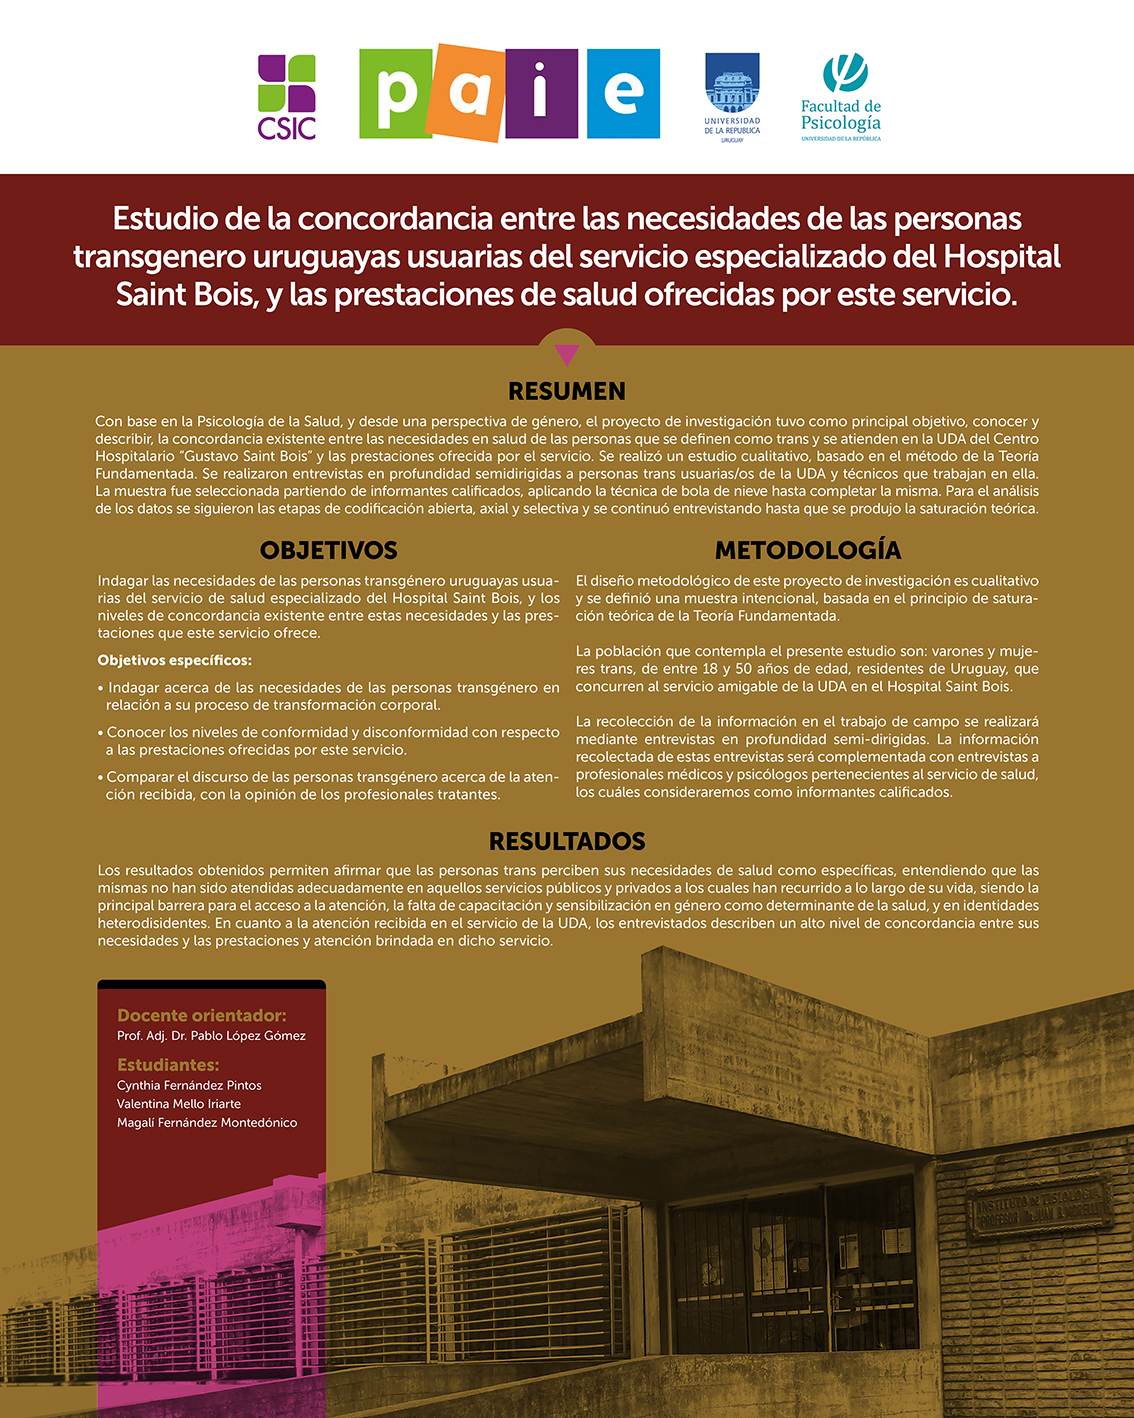 CSIC
paie
UNIVERSIDAD
DE LA REPUBLICA
URUGUAY
Facultad de
Psicología
UNIVERSIDAD DE LA REPÚBLICA
Estudio de la concordancia entre las necesidades de las personas
transgenero uruguayas usuarias del servicio especializado del Hospital
Saint Bois, y las prestaciones de salud ofrecidas por este servicio.
RESUMEN
Con base en la Psicología de la Salud, y desde una perspectiva de género, el proyecto de investigación tuvo como principal objetivo, conocer y
describir, la concordancia existente entre las necesidades en salud de las personas que se definen como trans y se atienden en la UDA del Centro
Hospitalario "Gustavo Saint Bois" y las prestaciones ofrecida por el servicio. Se realizó un estudio cualitativo, basado en el método de la Teoría
Fundamentada. Se realizaron entrevistas en profundidad semidirigidas a personas trans usuarias/os de la UDA y técnicos que trabajan en ella.
La muestra fue seleccionada partiendo de informantes calificados, aplicando la técnica de bola de nieve hasta completar la misma. Para el análisis
de los datos se siguieron las etapas de codificación abierta, axial y selectiva y se continuó entrevistando hasta que se produjo la saturación teórica.
OBJETIVOS
Indagar las necesidades de las personas transgénero uruguayas usua-
rias del servicio de salud especializado del Hospital Saint Bois, y los
niveles de concordancia existente entre estas necesidades y las pres-
taciones que este servicio ofrece.
Objetivos específicos:
• Indagar acerca de las necesidades de las personas transgénero en
relación a su proceso de transformación corporal.
• Conocer los niveles de conformidad y disconformidad con respecto
a las prestaciones ofrecidas por este servicio.
• Comparar el discurso de las personas transgénero acerca de la aten-
ción recibida, con la opinión de los profesionales tratantes.
METODOLOGÍA
El diseño metodológico de este proyecto de investigación es cualitativo
y se definió una muestra intencional, basada en el principio de satura-
ción teórica de la Teoría Fundamentada.
La población que contempla el presente estudio son: varones y muje-
res trans, de entre 18 y 50 años de edad, residentes de Uruguay, que
concurren al servicio amigable de la UDA en el Hospital Saint Bois.
La recolección de la información en el trabajo de campo se realizará
mediante entrevistas en profundidad semi-dirigidas. La información
recolectada de estas entrevistas será complementada con entrevistas a
profesionales médicos y psicólogos pertenecientes al servicio de salud,
los cuáles consideraremos como informantes calificados.
RESULTADOS
Los resultados obtenidos permiten afirmar que las personas trans perciben sus necesidades de salud como específicas, entendiendo que las
mismas no han sido atendidas adecuadamente en aquellos servicios públicos y privados a los cuales han recurrido a lo largo de su vida, siendo la
principal barrera para el acceso a la atención, la falta de capacitación y sensibilización en género como determinante de la salud, y en identidades
heterodisidentes. En cuanto a la atención recibida en el servicio de la UDA, los entrevistados describen un alto nivel de concordancia entre sus
necesidades y las prestaciones y atención brindada en dicho servicio.
Docente orientador:
Prof. Adj. Dr. Pablo López Gómez
Estudiantes:
Cynthia Fernández Pintos
Valentina Mello Iriarte
Magalí Fernández Montedónico
INSTITUTO DE TISIOLOGIA
PROFESOR